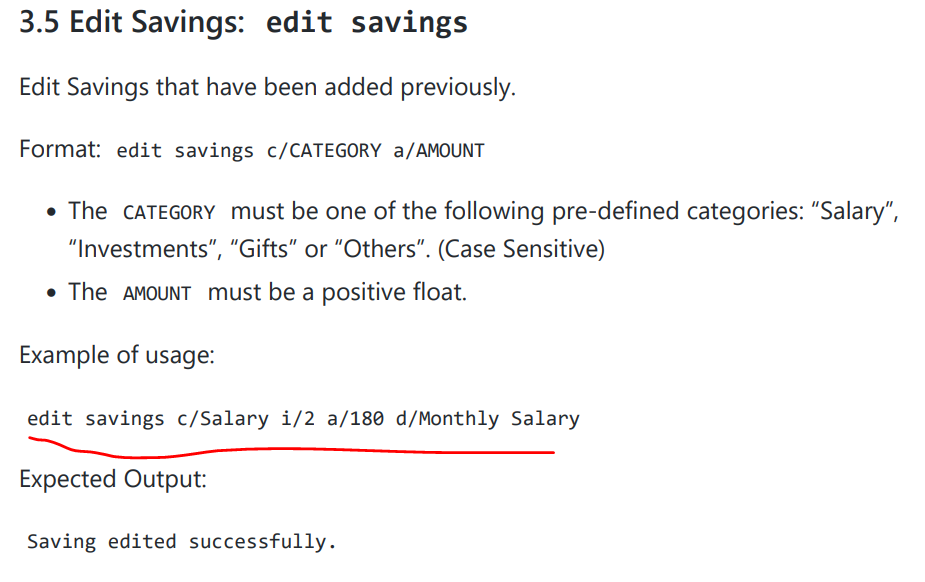 3.5 Edit Savings: edit savings
Edit Savings that have been added previously.
Format: edit savings c/CATEGORY a/AMOUNT
• The CATEGORY must be one of the following pre-defined categories: “Salary”,
“Investments”, “Gifts” or “Others”. (Case Sensitive)
• The AMOUNT must be a positive float.
Example of usage:
edit savings c/Salary i/2 a/180 d/Monthly Salary
Expected Output:
Saving edited successfully.